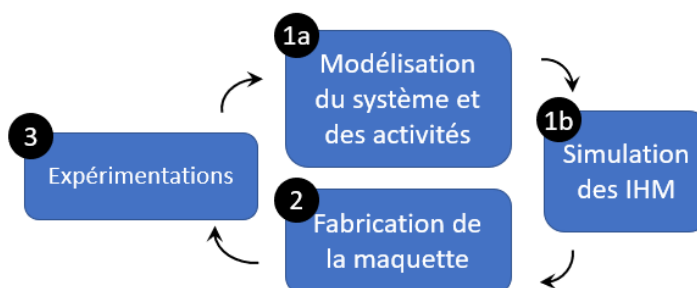 1a
Modélisation
du système et
des activités
1b
Simulation
des IHM
2
Fabrication de
la maquette
3
Expérimentations